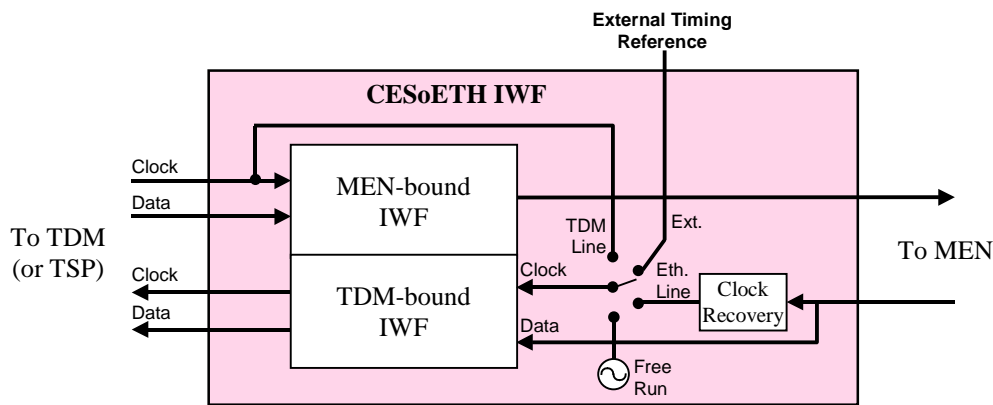 External Timing
Reference
CESoETH IWF
Clock
Data
MEN-bound
IWF
To TDM
(or TSP)
TDM
Line
Ext.
To MEN
Clock
Data
TDM-bound
IWF
Clock
Eth.
Line
Clock
Recovery
Data
Free
Run